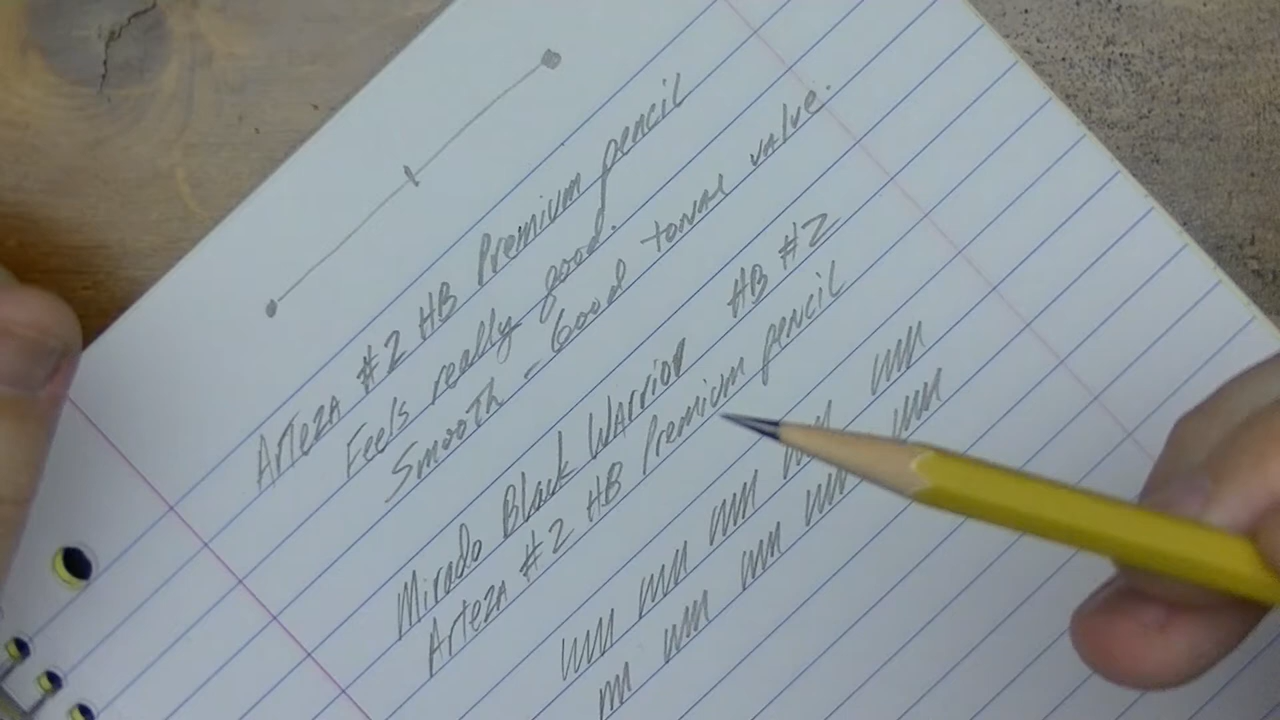 Arteza #2 HB Premium pencil
Feels really good.
Smooth - Good tonal value.
Mirado Black Warrior HB #2
Arteza #2 HB Premium pencil